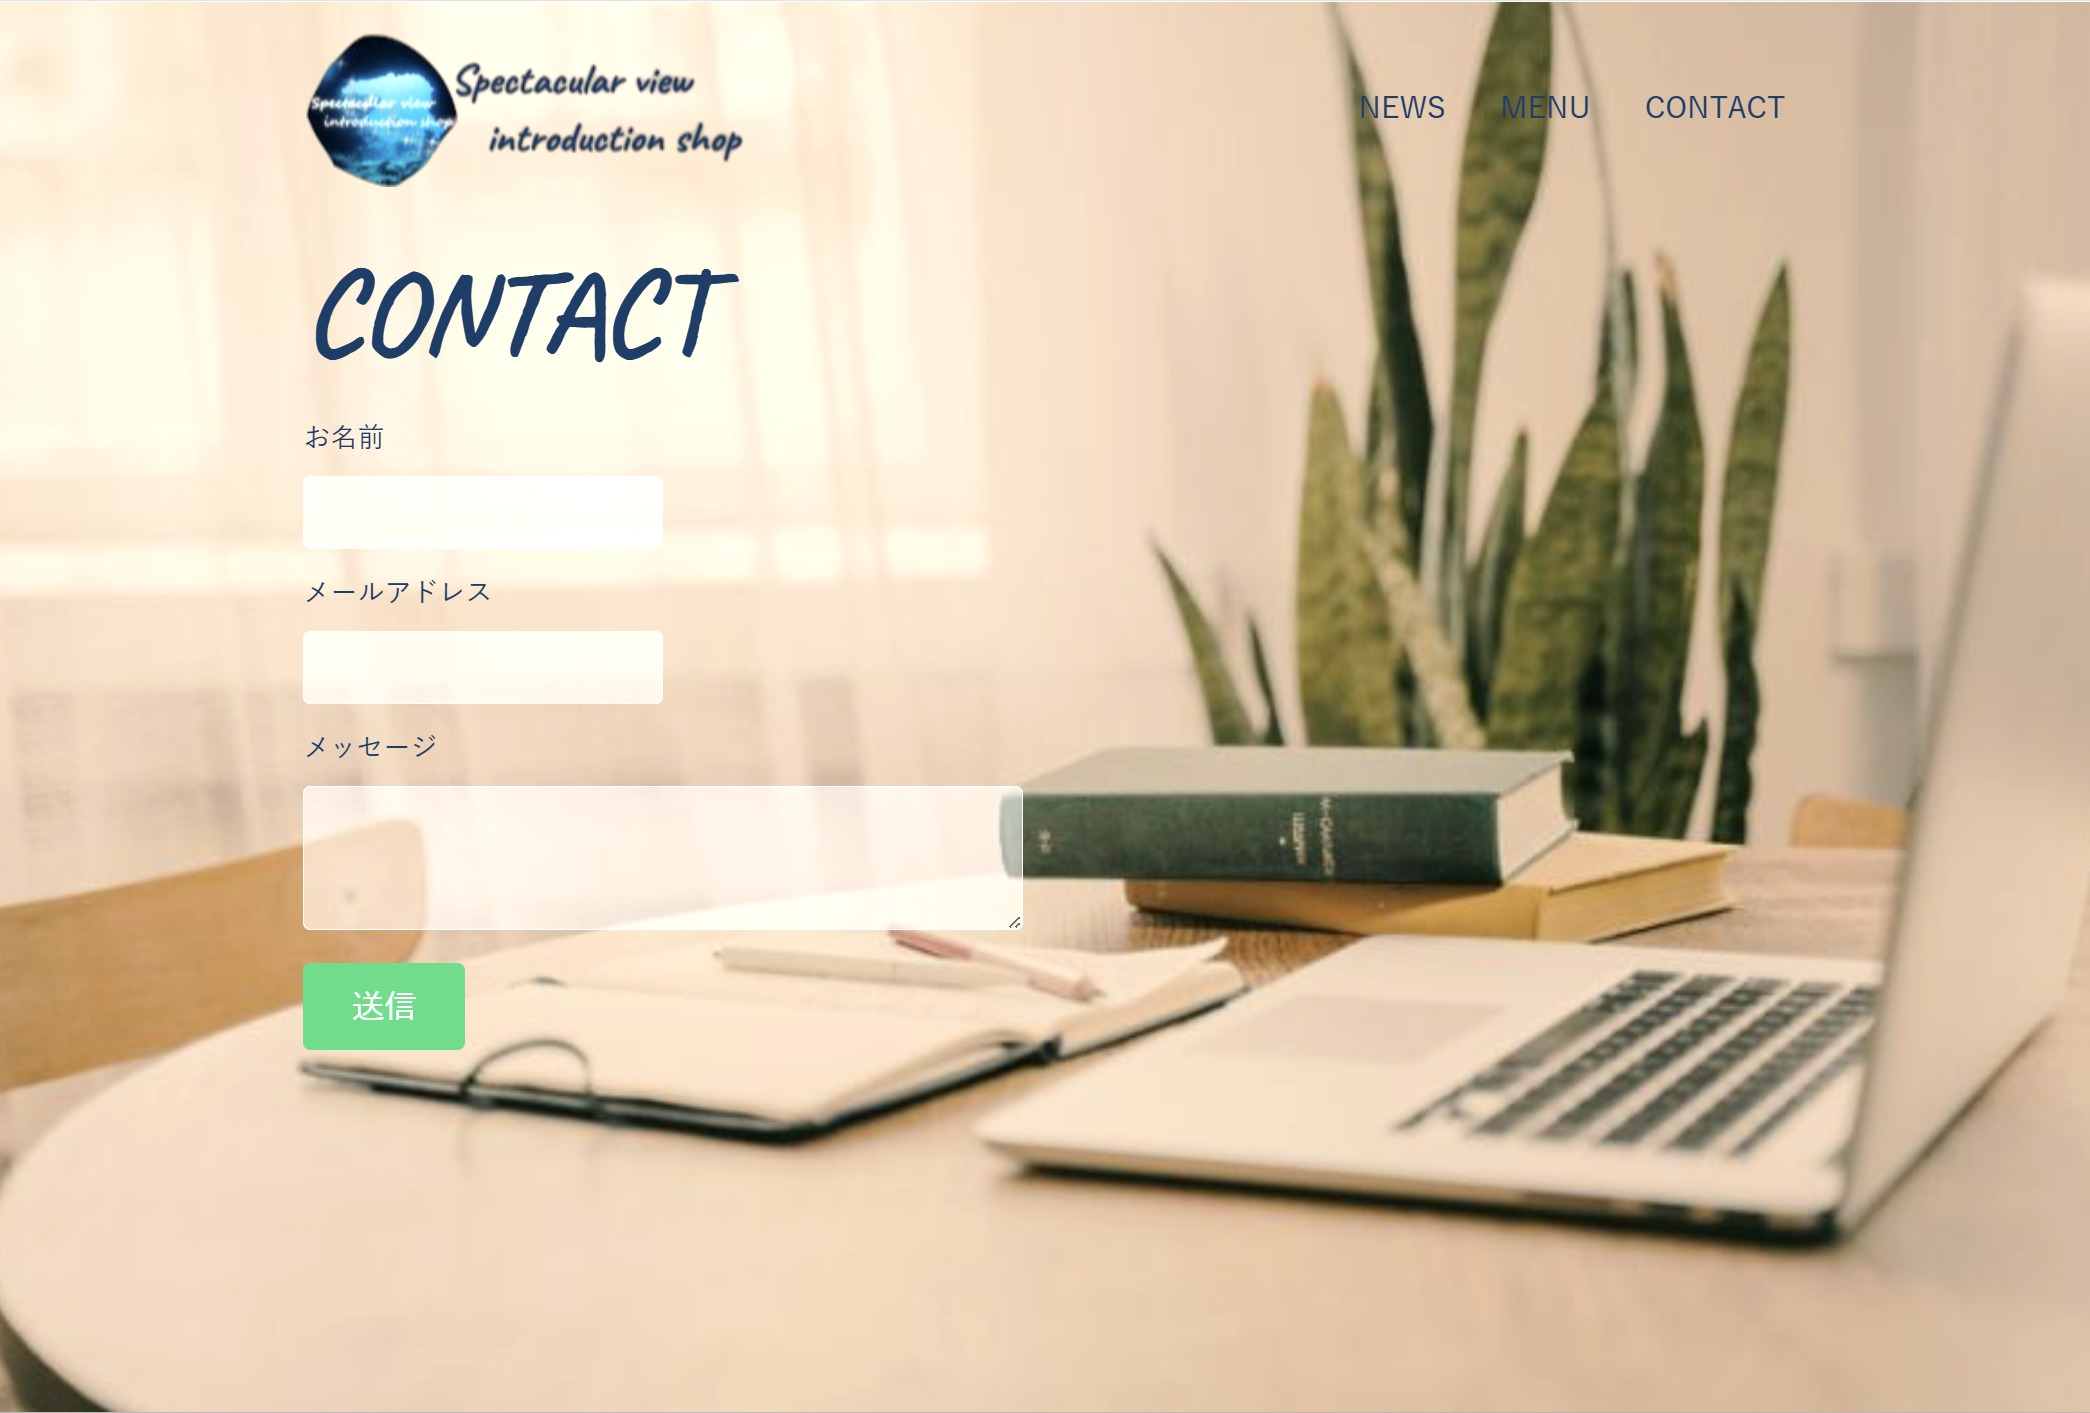 Spectacular view
introduction shop
Spectacular view
introduction shop
NEWS
MENU
CONTACT
CONTACT
お名前
メールアドレス
メッセージ
送信